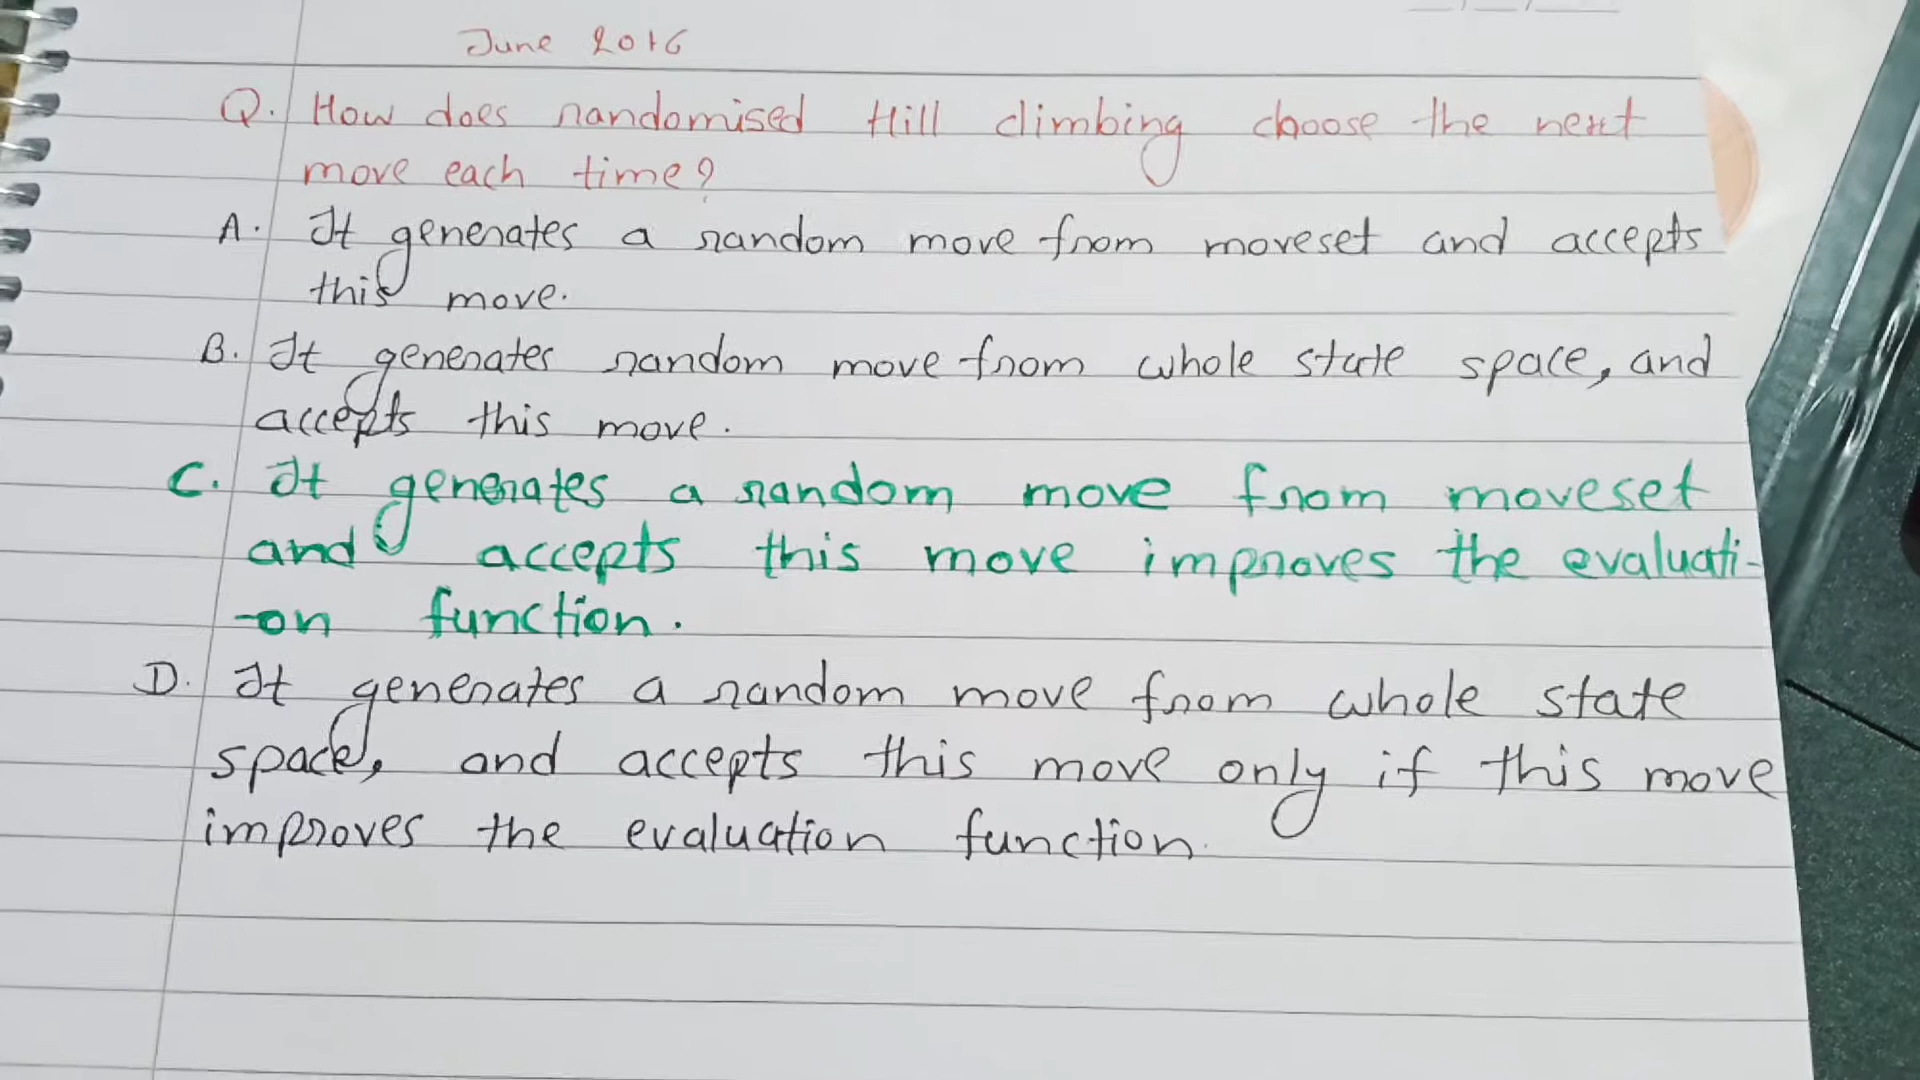 June 2016
Q. How does randomised Hill climbing choose the next
move each time?
A. It generates a random move from moveset and accepts
this move.
B. It generates random move from whole state space, and
accepts this move.
C. It generates a random move from moveset
and accepts this move improves the evaluati-
-on function.
D. It generates a random move from whole state
space, and accepts this move only if this move
improves the evaluation function.